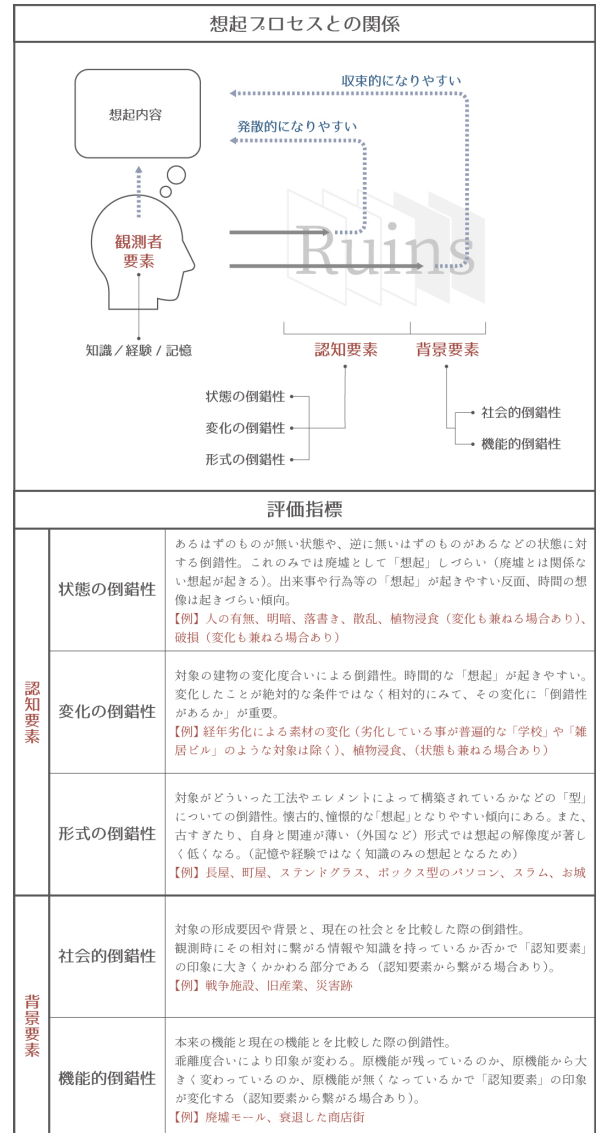 想起プロセスとの関係
収束的になりやすい
想起内容
発散的になりやすい
観測者
要素
Ruins
知識／経験 / 記憶
認知要素
背景要素
状態の倒錯性
変化の倒錯性
形式の倒錯性
社会的倒錯性
機能的倒錯性
評価指標
認知要素
状態の倒錯性
あるはずのものが無い状態や、逆に無いはずのものがあるなどの状態に対
する倒錯性。これのみでは廃墟として「想起」しづらい（廃墟とは関係な
い想起が起きる）。出来事や行為等の「想起」が起きやすい反面、時間の想
像は起きづらい傾向。
【例】人の有無、明暗、落書き、散乱、植物浸食（変化も兼ねる場合あり）、
破損（変化も兼ねる場合あり）
変化の倒錯性
対象の建物の変化度合いによる倒錯性。時間的な「想起」が起きやすい。
変化したことが絶対的な条件ではなく相対的にみて、その変化に「倒錯性
があるか」が重要。
【例】経年劣化による素材の変化（劣化している事が普遍的な「学校」や「雑
居ビル」のような対象は除く）、植物浸食、（状態も兼ねる場合あり）
形式の倒錯性
対象がどういった工法やエレメントによって構築されているかなどの「型」
についての倒錯性。懐古的、憧憬的な「想起」となりやすい傾向にある。また、
古すぎたり、自身と関連が薄い（外国など）形式では想起の解像度が著し
く低くなる。（記憶や経験ではなく知識のみの想起となるため）
【例】長屋、町屋、ステンドグラス、ボックス型のパソコン、スラム、お城
背景要素
社会的倒錯性
対象の形成要因や背景と、現在の社会とを比較した際の倒錯性。
観測時にその相対に繋がる情報や知識を持っているか否かで「認知要素」
の印象に大きくかかわる部分である（認知要素から繋がる場合あり）。
【例】戦争施設、旧産業、災害跡
機能的倒錯性
本来の機能と現在の機能とを比較した際の倒錯性。
乖離度合いにより印象が変わる。原機能が残っているのか、原機能から大
きく変わっているのか、原機能が無くなっているかで「認知要素」の印象
が変化する（認知要素から繋がる場合あり）。
【例】廃墟モール、衰退した商店街